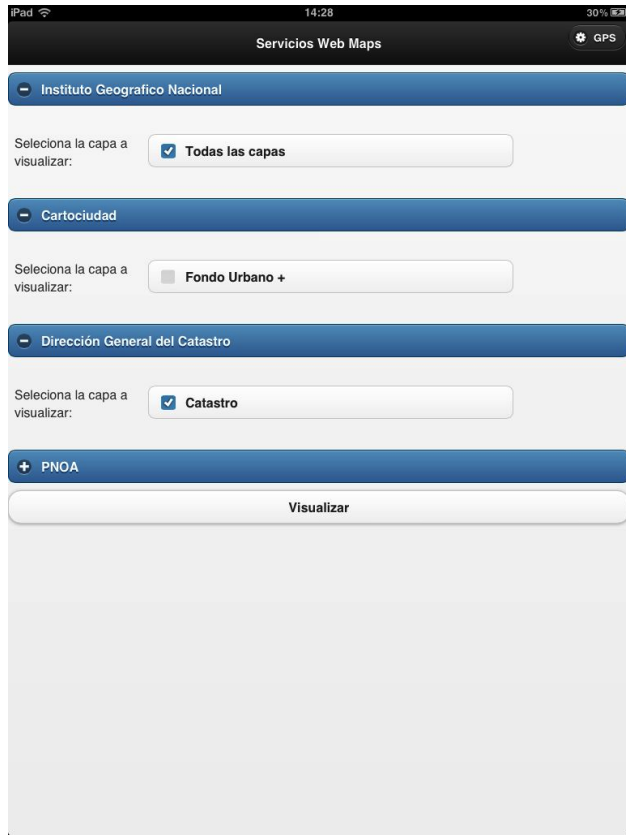 iPad 14:28 30%
Servicios Web Maps GPS
Instituto Geografico Nacional
Seleciona la capa a
visualizar:
Todas las capas
Cartociudad
Seleciona la capa a
visualizar:
Fondo Urbano +
Dirección General del Catastro
Seleciona la capa a
visualizar:
Catastro
PNOA
Visualizar